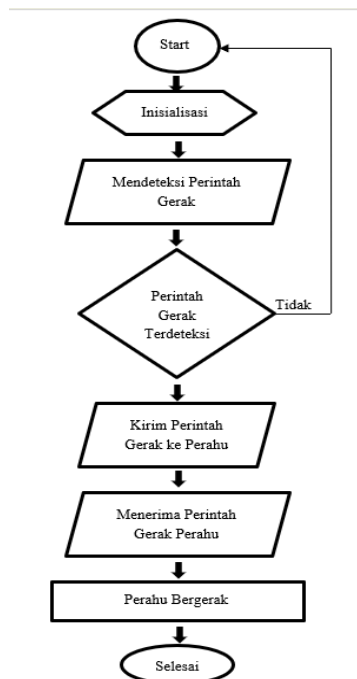 Start
Inisialisasi
Mendeteksi Perintah
Gerak
Perintah
Gerak
Terdeteksi
Tidak
Kirim Perintah
Gerak ke Perahu
Menerima Perintah
Gerak Perahu
Perahu Bergerak
Selesai